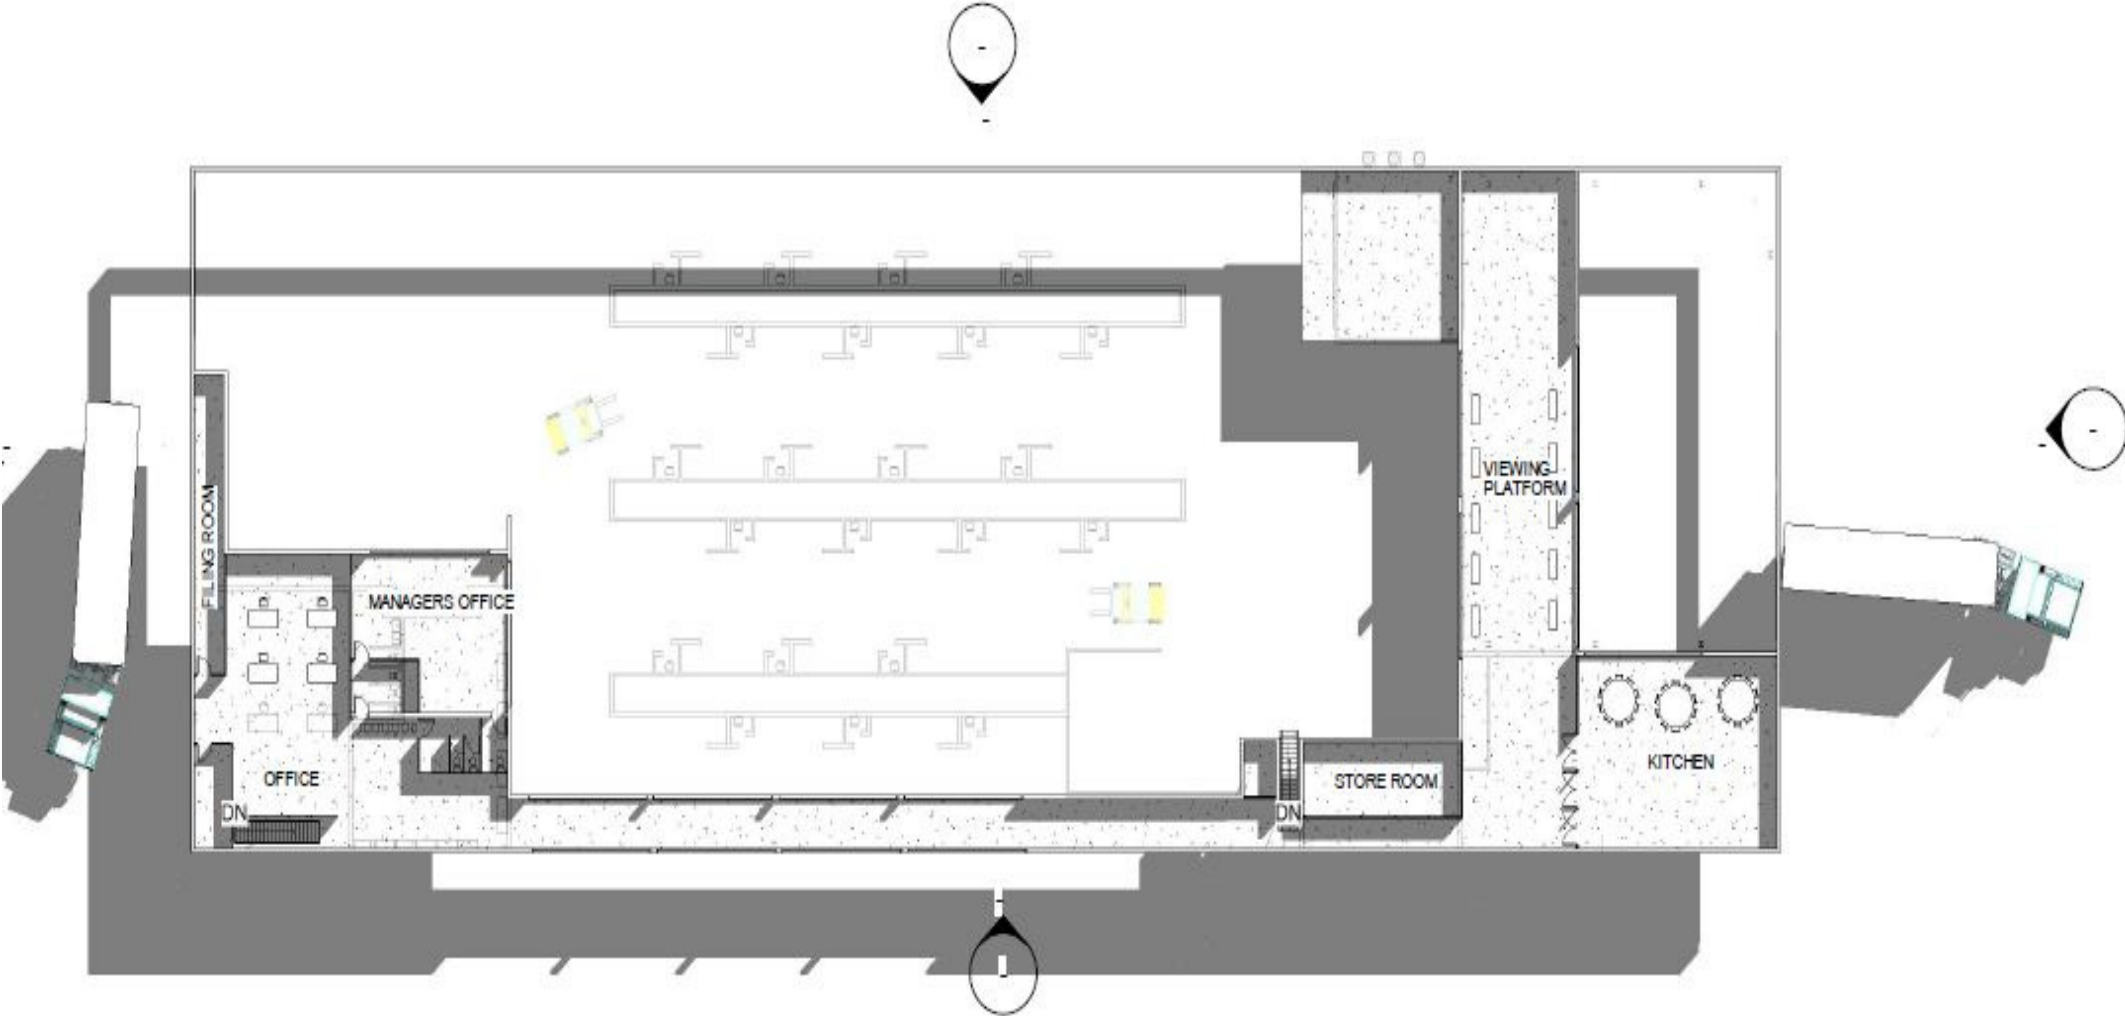 VIEWING
PLATFORM
FILING ROOM
MANAGERS OFFICE
KITCHEN
OFFICE
STORE ROOM
DN
DN